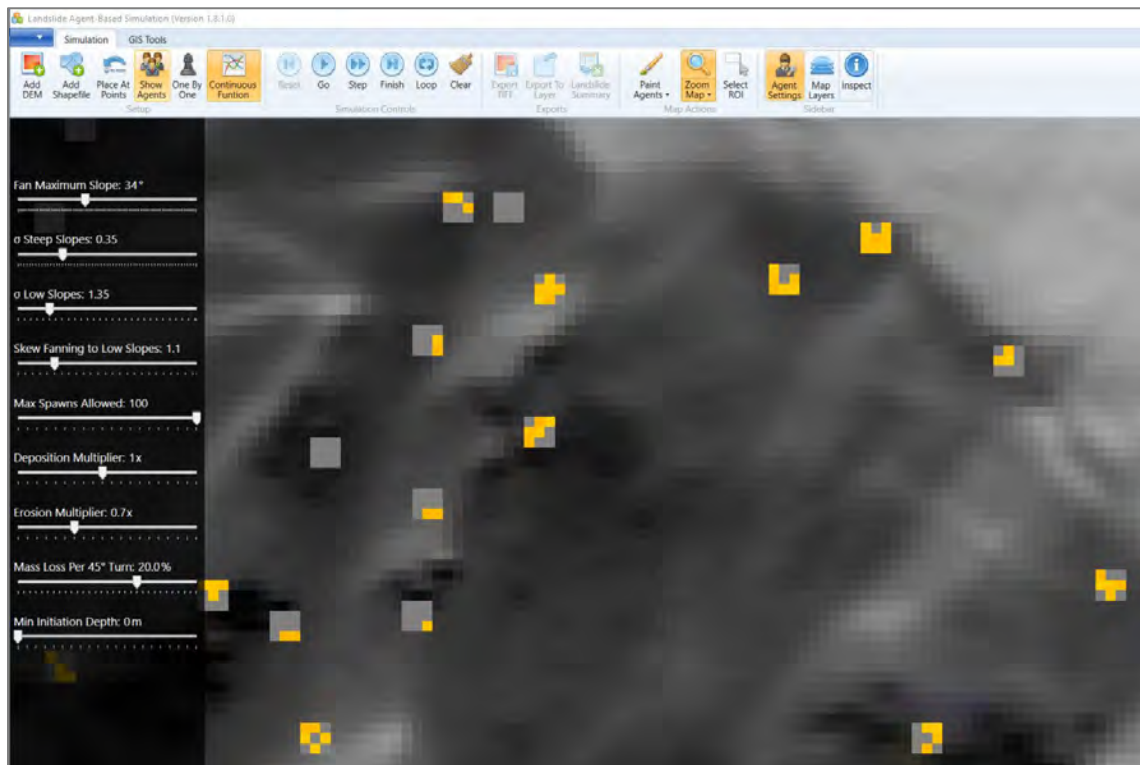 Landslide Agent-Based Simulation (Version 1.8.1.0)
Simulation GIS Tools
Add DEM
Add Shapefile
Place At Points
Show Agents
One By One
Continuous Funtion
Reset
Go
Step
Finish
Loop
Clear
Export TIFF
Export To Layer
Landslide Summary
Paint Agents
Zoom Map
Select ROI
Agent Settings
Map Layers
Inspect
Setup
Simulation Controls
Exports
Map Actions
Sidebar
Fan Maximum Slope: 34°
σ Steep Slopes: 0.35
σ Low Slopes: 1.35
Skew Fanning to Low Slopes: 1.1
Max Spawns Allowed: 100
Deposition Multiplier: 1x
Erosion Multiplier: 0.7x
Mass Loss Per 45° Turn: 20.0%
Min Initiation Depth: 0m